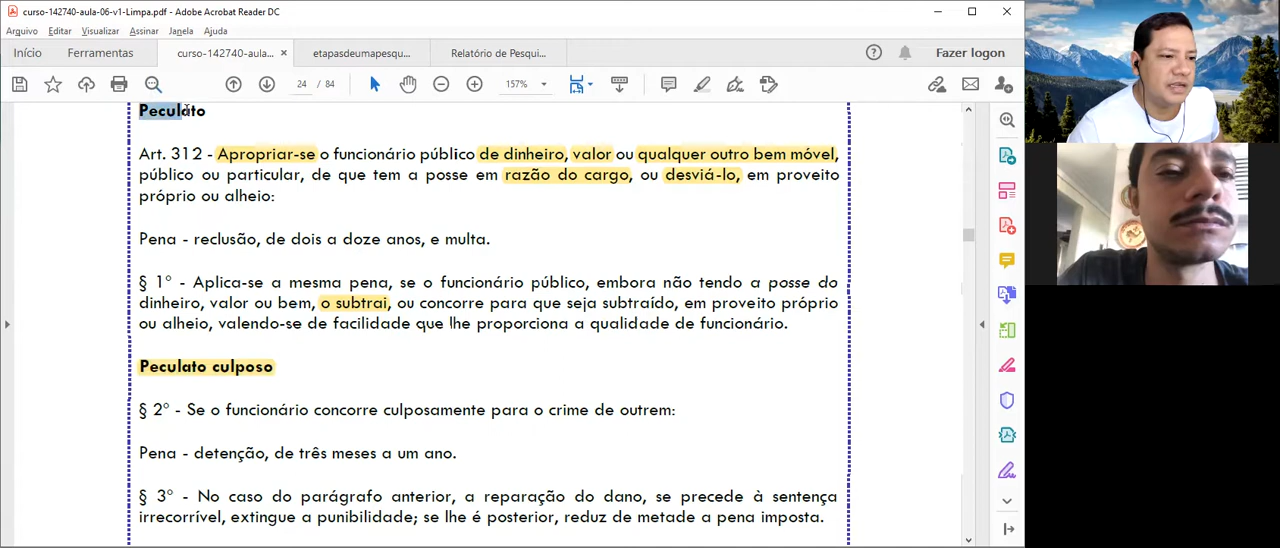 curso-142740-aula-06-v1-Limpa.pdf - Adobe Acrobat Reader DC
Arquivo Editar Visualizar Assinar Janela Ajuda
Início Ferramentas curso-142740-aula... × etapasdeumapesqu... Relatório de Pesqui... Fazer logon
24 / 84 157%
Peculato
Art. 312 - Apropriar-se o funcionário público de dinheiro, valor ou qualquer outro bem móvel,
público ou particular, de que tem a posse em razão do cargo, ou desviá-lo, em proveito
próprio ou alheio:
Pena - reclusão, de dois a doze anos, e multa.
§ 1° - Aplica-se a mesma pena, se o funcionário público, embora não tendo a posse do
dinheiro, valor ou bem, o subtrai, ou concorre para que seja subtraído, em proveito próprio
ou alheio, valendo-se de facilidade que lhe proporciona a qualidade de funcionário.
Peculato culposo
§ 2° - Se o funcionário concorre culposamente para o crime de outrem:
Pena - detenção, de três meses a um ano.
§ 3° - No caso do parágrafo anterior, a reparação do dano, se precede à sentença
irrecorrível, extingue a punibilidade; se lhe é posterior, reduz de metade a pena imposta.